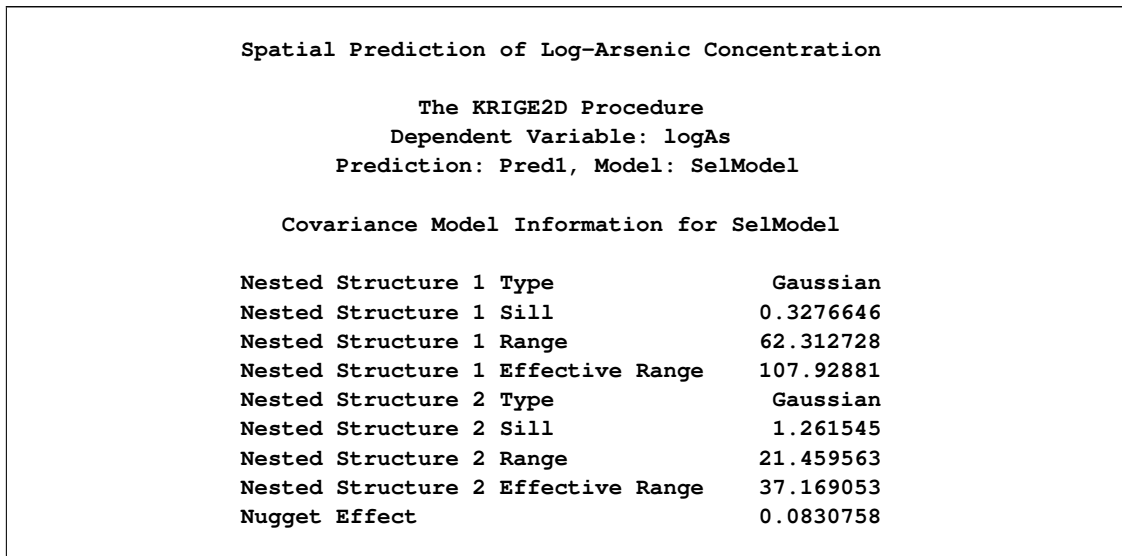 Spatial Prediction of Log-Arsenic Concentration
The KRIGE2D Procedure
Dependent Variable: logAs
Prediction: Pred1, Model: SelModel
Covariance Model Information for SelModel
Nested Structure 1 Type Gaussian
Nested Structure 1 Sill 0.3276646
Nested Structure 1 Range 62.312728
Nested Structure 1 Effective Range 107.92881
Nested Structure 2 Type Gaussian
Nested Structure 2 Sill 1.261545
Nested Structure 2 Range 21.459563
Nested Structure 2 Effective Range 37.169053
Nugget Effect 0.0830758